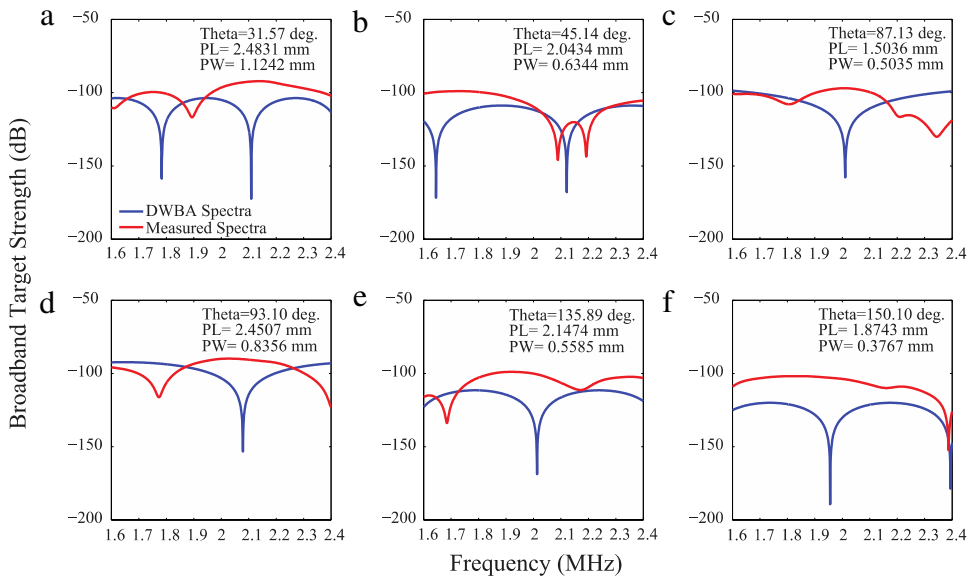 Broadband Target Strength (dB)
a
−50
−100
−150
−200
Theta=31.57 deg.
PL= 2.4831 mm
PW= 1.1242 mm
DWBA Spectra
Measured Spectra
1.6 1.7 1.8 1.9 2 2.1 2.2 2.3 2.4
b
−50
−100
−150
−200
Theta=45.14 deg.
PL= 2.0434 mm
PW= 0.6344 mm
1.6 1.7 1.8 1.9 2 2.1 2.2 2.3 2.4
c
−50
−100
−150
−200
Theta=87.13 deg.
PL= 1.5036 mm
PW= 0.5035 mm
1.6 1.7 1.8 1.9 2 2.1 2.2 2.3 2.4
d
−50
−100
−150
−200
Theta=93.10 deg.
PL= 2.4507 mm
PW= 0.8356 mm
1.6 1.7 1.8 1.9 2 2.1 2.2 2.3 2.4
e
−50
−100
−150
−200
Theta=135.89 deg.
PL= 2.1474 mm
PW= 0.5585 mm
1.6 1.7 1.8 1.9 2 2.1 2.2 2.3 2.4
f
−50
−100
−150
−200
Theta=150.10 deg.
PL= 1.8743 mm
PW= 0.3767 mm
1.6 1.7 1.8 1.9 2 2.1 2.2 2.3 2.4
Frequency (MHz)